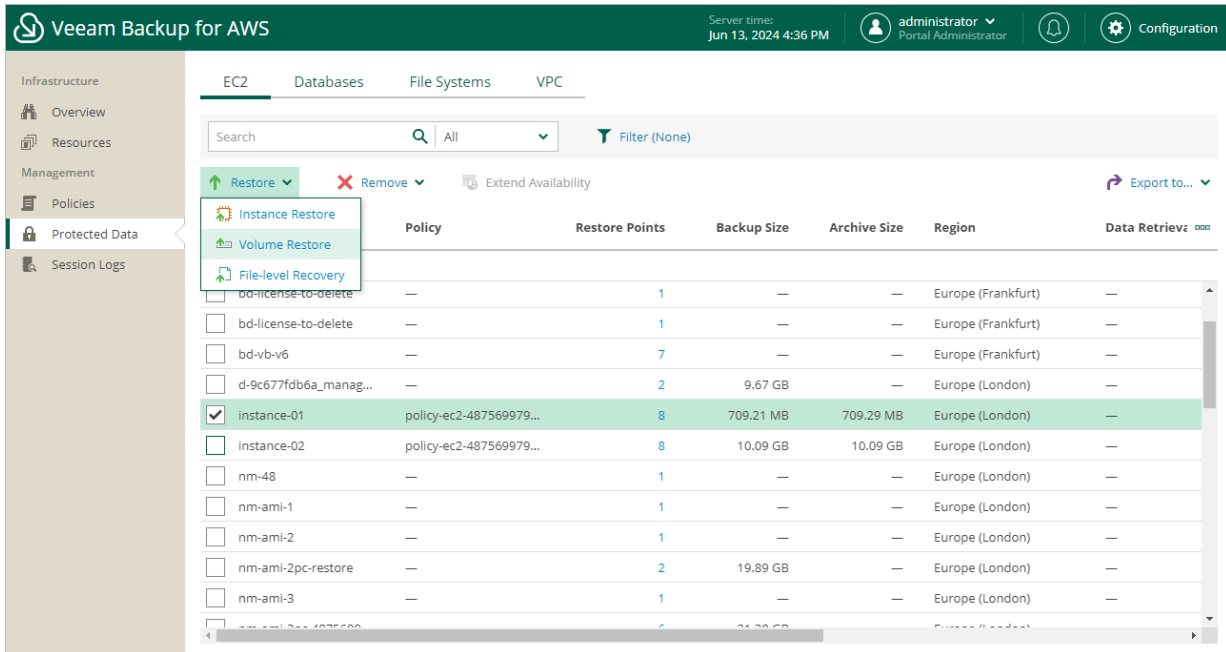 Veeam Backup for AWS
Server time:
Jun 13, 2024 4:36 PM
administrator
Portal Administrator
Configuration
Infrastructure
Overview
Resources
Management
Policies
Protected Data
Session Logs
EC2 Databases File Systems VPC
Search All Filter (None)
Restore Remove Extend Availability Export to...
Instance Restore
Volume Restore
File-level Recovery
Policy Restore Points Backup Size Archive Size Region Data Retrieva
bd-license-to-delete — 1 — — Europe (Frankfurt) —
bd-license-to-delete — 1 — — Europe (Frankfurt) —
bd-vb-v6 — 7 — — Europe (Frankfurt) —
d-9c677fdb6a_manag... — 2 9.67 GB — Europe (London) —
instance-01 policy-ec2-487569979... 8 709.21 MB 709.29 MB Europe (London) —
instance-02 policy-ec2-487569979... 8 10.09 GB 10.09 GB Europe (London) —
nm-48 — 1 — — Europe (London) —
nm-ami-1 — 1 — — Europe (London) —
nm-ami-2 — 1 — — Europe (London) —
nm-ami-2pc-restore — 2 19.89 GB — Europe (London) —
nm-ami-3 — 1 — — Europe (London) —